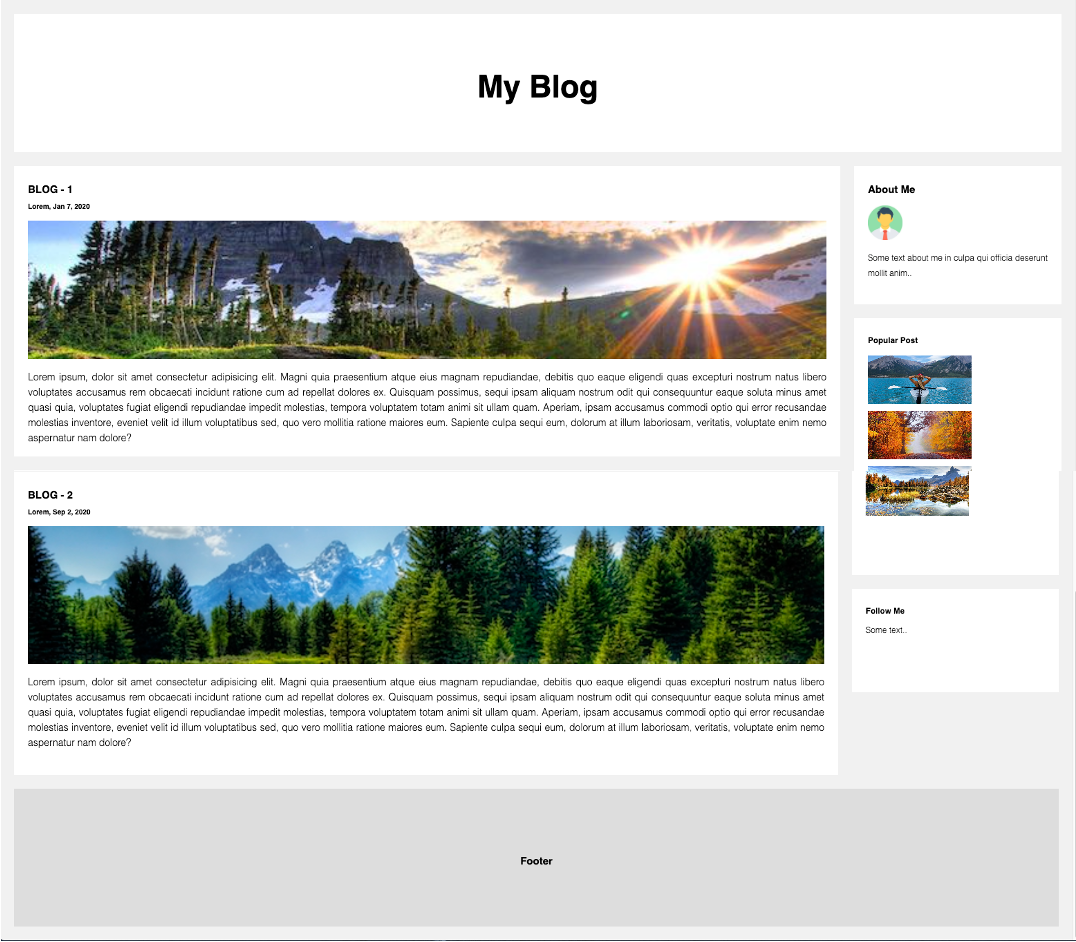 My Blog
BLOG - 1
Lorem, Jan 7, 2020
Lorem ipsum, dolor sit amet consectetur adipisicing elit. Magni quia praesentium atque eius magnam repudiandae, debitis quo eaque eligendi quas excepturi nostrum natus libero
voluptates accusamus rem obcaecati incidunt ratione cum ad repellat dolores ex. Quisquam possimus, sequi ipsam aliquam nostrum odit qui consequuntur eaque soluta minus amet
quasi quia, voluptates fugiat eligendi repudiandae impedit molestias, tempora voluptatem totam animi sit ullam quam. Aperiam, ipsam accusamus commodi optio qui error recusandae
molestias inventore, eveniet velit id illum voluptatibus sed, quo vero mollitia ratione maiores eum. Sapiente culpa sequi eum, dolorum at illum laboriosam, veritatis, voluptate enim nemo
aspernatur nam dolore?
BLOG - 2
Lorem, Sep 2, 2020
Lorem ipsum, dolor sit amet consectetur adipisicing elit. Magni quia praesentium atque eius magnam repudiandae, debitis quo eaque eligendi quas excepturi nostrum natus libero
voluptates accusamus rem obcaecati incidunt ratione cum ad repellat dolores ex. Quisquam possimus, sequi ipsam aliquam nostrum odit qui consequuntur eaque soluta minus amet
quasi quia, voluptates fugiat eligendi repudiandae impedit molestias, tempora voluptatem totam animi sit ullam quam. Aperiam, ipsam accusamus commodi optio qui error recusandae
molestias inventore, eveniet velit id illum voluptatibus sed, quo vero mollitia ratione maiores eum. Sapiente culpa sequi eum, dolorum at illum laboriosam, veritatis, voluptate enim nemo
aspernatur nam dolore?
About Me
Some text about me in culpa qui officia deserunt
mollit anim..
Popular Post
Follow Me
Some text..
Footer